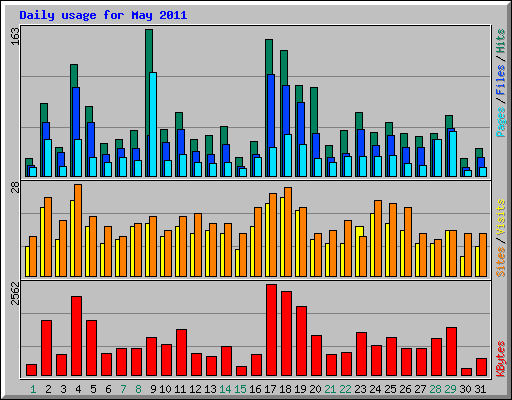 Daily usage for May 2011
163
Pages / Files / Hits
28
Sites / Visits
2562
KBytes
1 2 3 4 5 6 7 8 9 10 11 12 13 14 15 16 17 18 19 20 21 22 23 24 25 26 27 28 29 30 31